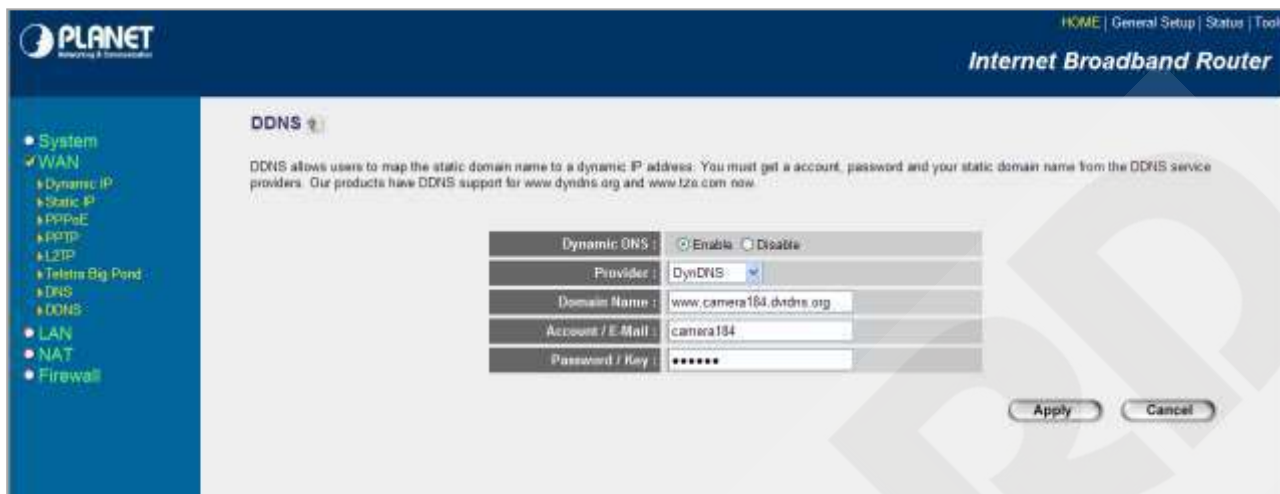 PLANET
Networking & Communication
HOME | General Setup | Status | Tool
Internet Broadband Router
System
WAN
Dynamic IP
Static IP
PPPoE
PPTP
L2TP
Telstra Big Pond
DNS
DDNS
LAN
NAT
Firewall
DDNS
DDNS allows users to map the static domain name to a dynamic IP address. You must get a account, password and your static domain name from the DDNS service
providers. Our products have DDNS support for www.dyndns.org and www.tzo.com now.
Dynamic DNS : Enable Disable
Provider : DynDNS
Domain Name : www.camera184.dvrdns.org
Account / E-Mail : camera184
Password / Key : ●●●●●●
Apply Cancel